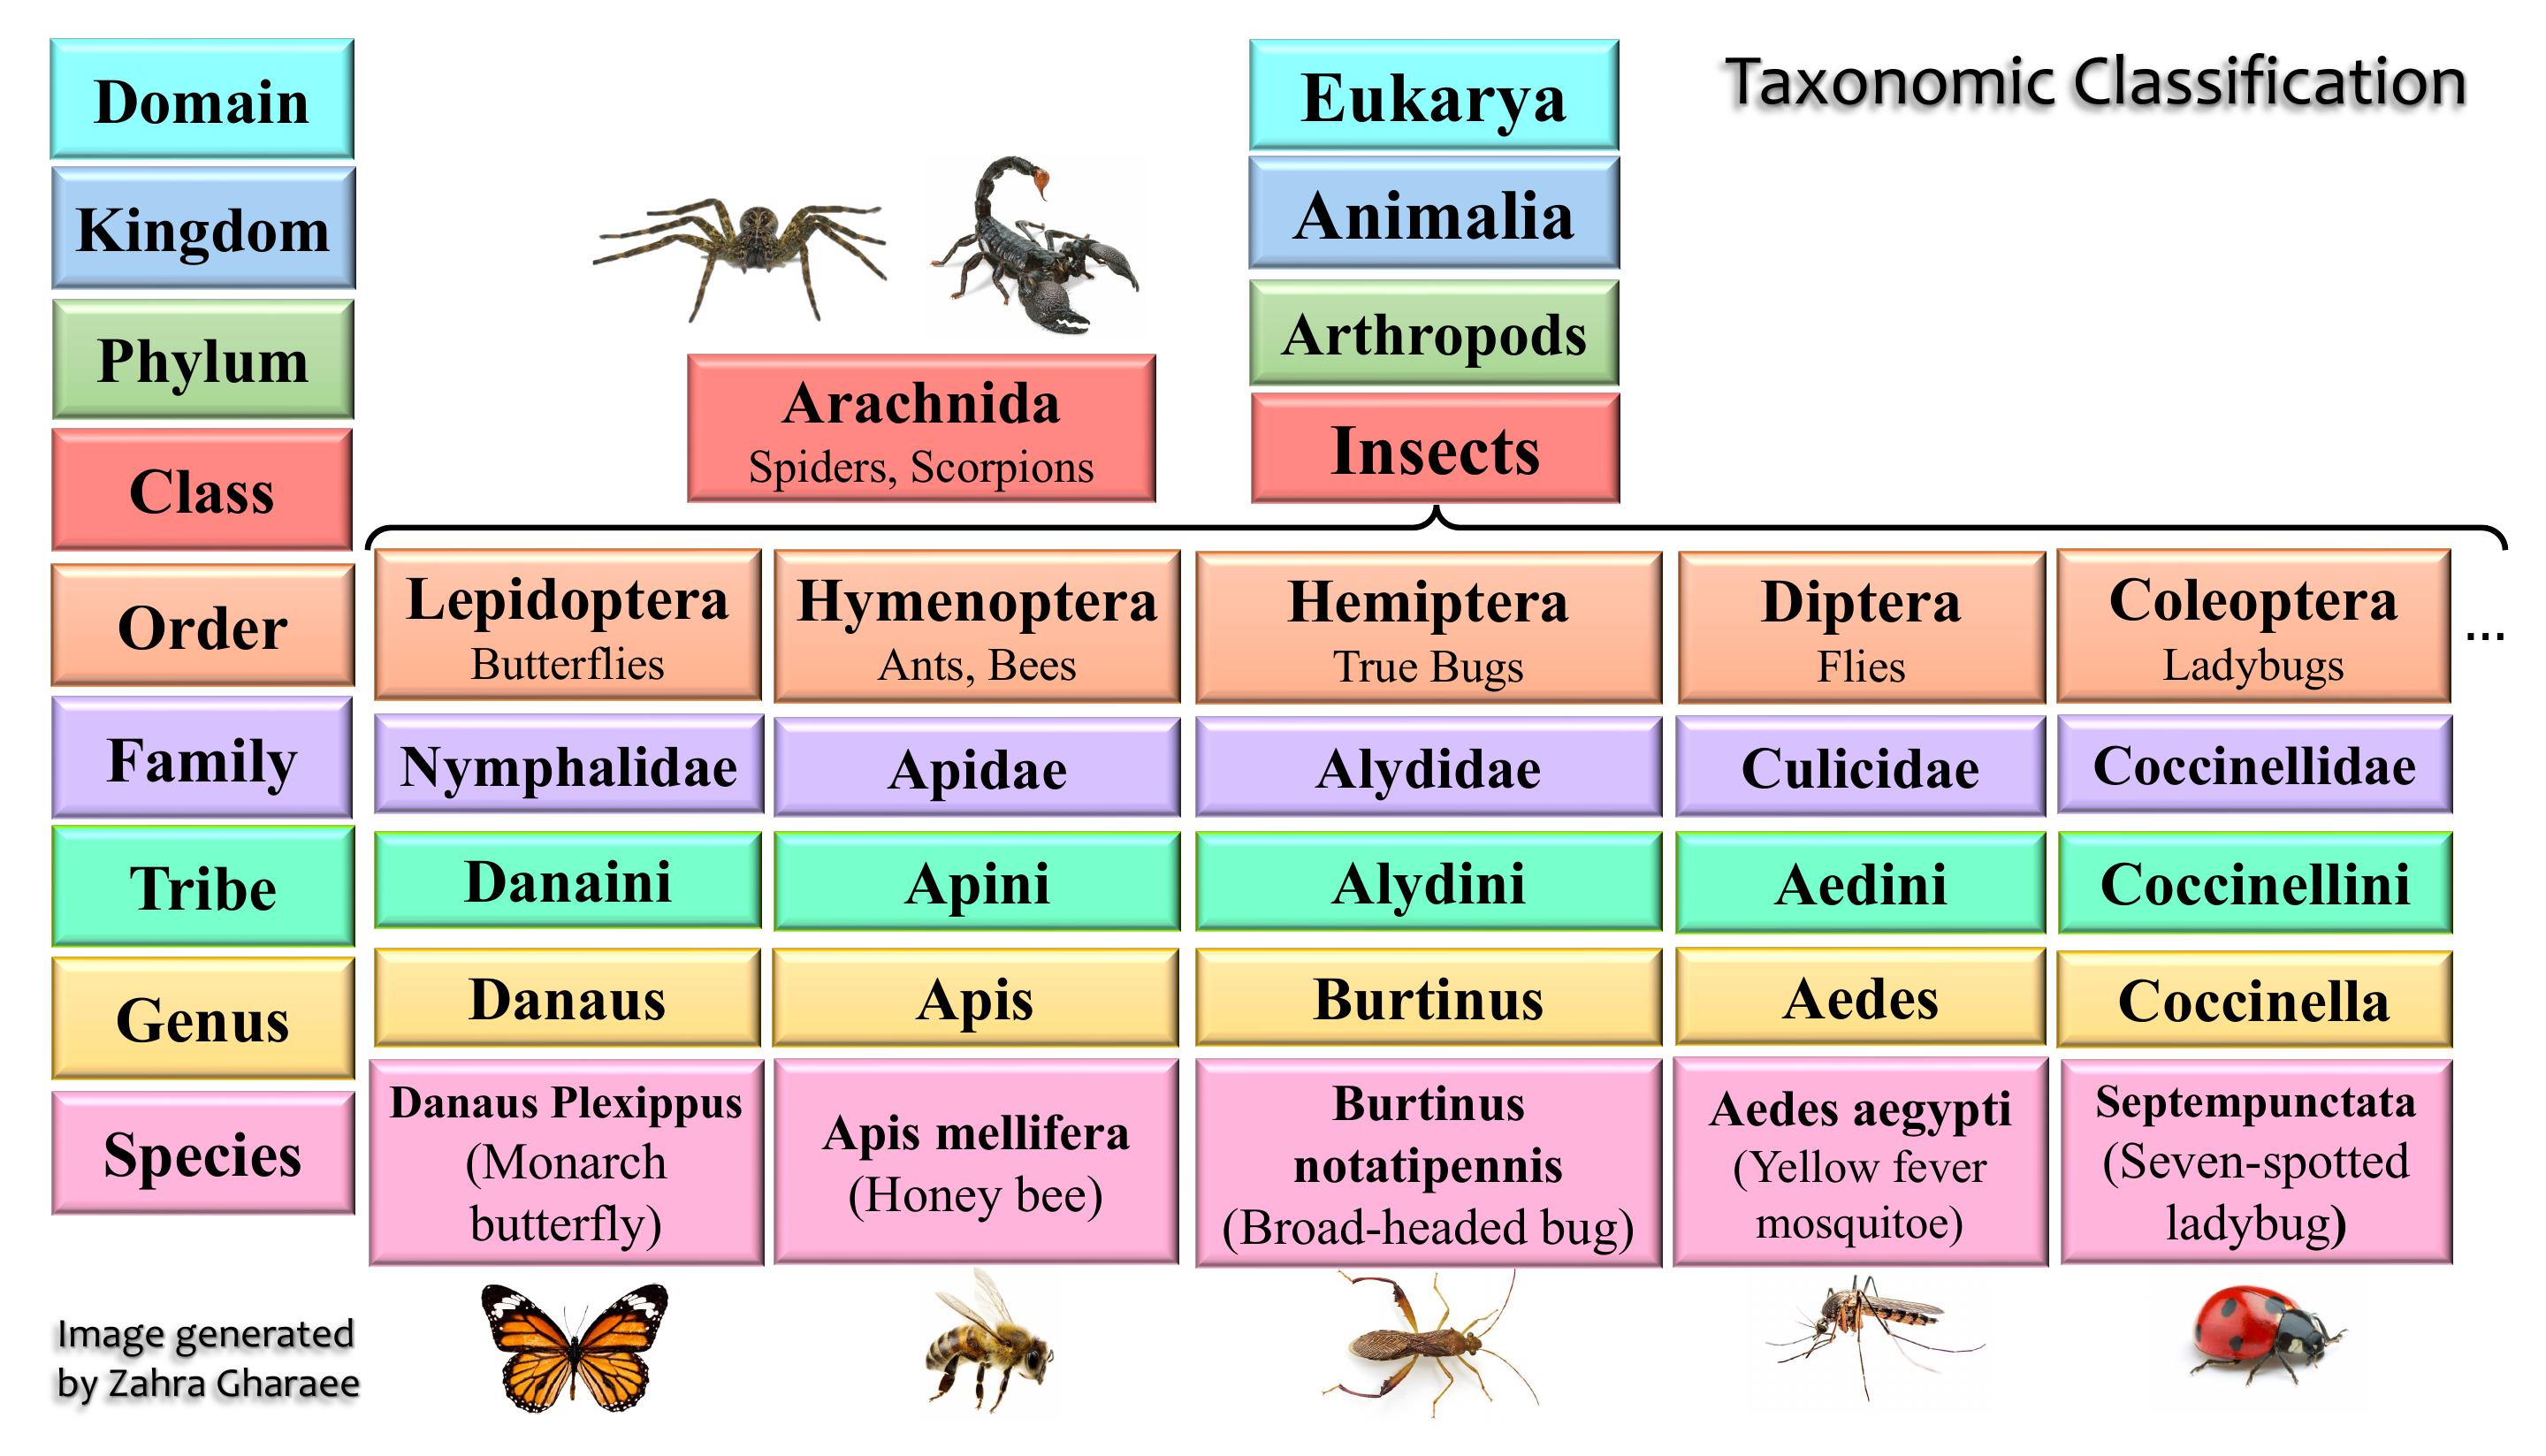 Taxonomic Classification
Domain
Eukarya
Kingdom
Animalia
Phylum
Arthropods
Class
Arachnida
Spiders, Scorpions
Insects
Order
Lepidoptera
Butterflies
Hymenoptera
Ants, Bees
Hemiptera
True Bugs
Diptera
Flies
Coleoptera
Ladybugs
...
Family
Nymphalidae
Apidae
Alydidae
Culicidae
Coccinellidae
Tribe
Danaini
Apini
Alydini
Aedini
Coccinellini
Genus
Danaus
Apis
Burtinus
Aedes
Coccinella
Species
Danaus Plexippus
(Monarch
butterfly)
Apis mellifera
(Honey bee)
Burtinus
notatipennis
(Broad-headed bug)
Aedes aegypti
(Yellow fever
mosquitoe)
Septempunctata
(Seven-spotted
ladybug)
Image generated
by Zahra Gharaee